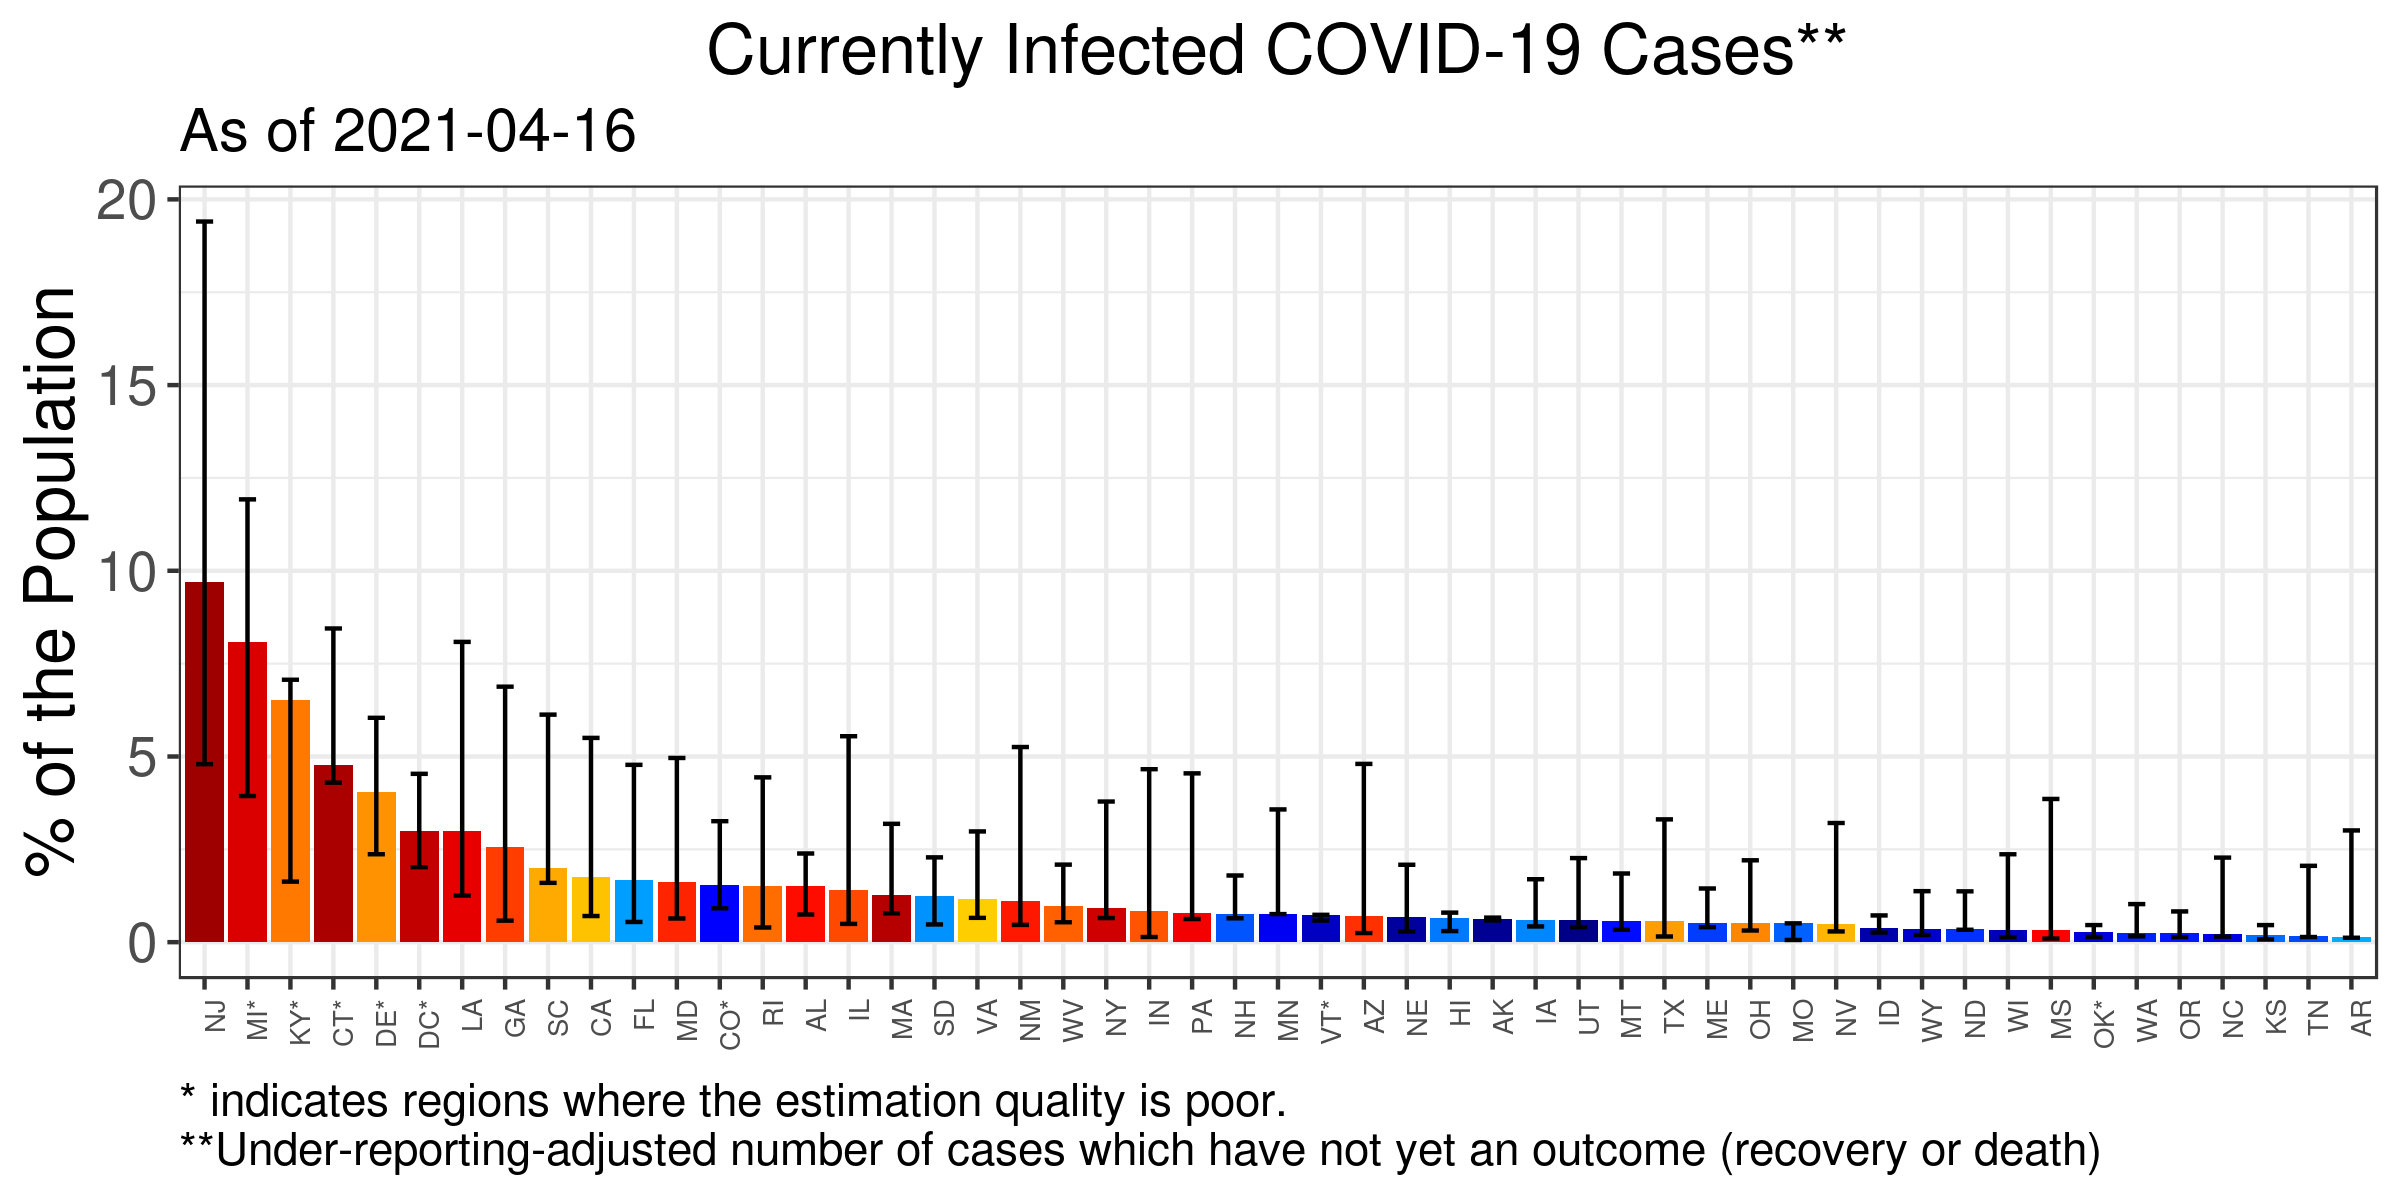 Currently Infected COVID-19 Cases**
As of 2021-04-16
% of the Population
20
15
10
5
0
NJ MI* KY* CT* DE* DC* LA GA SC CA FL MD CO* RI AL IL MA SD VA NM WV NY IN PA NH MN VT* AZ NE HI AK IA UT MT TX ME OH MO NV ID WY ND WI MS OK* WA OR NC KS TN AR
* indicates regions where the estimation quality is poor.
**Under-reporting-adjusted number of cases which have not yet an outcome (recovery or death)